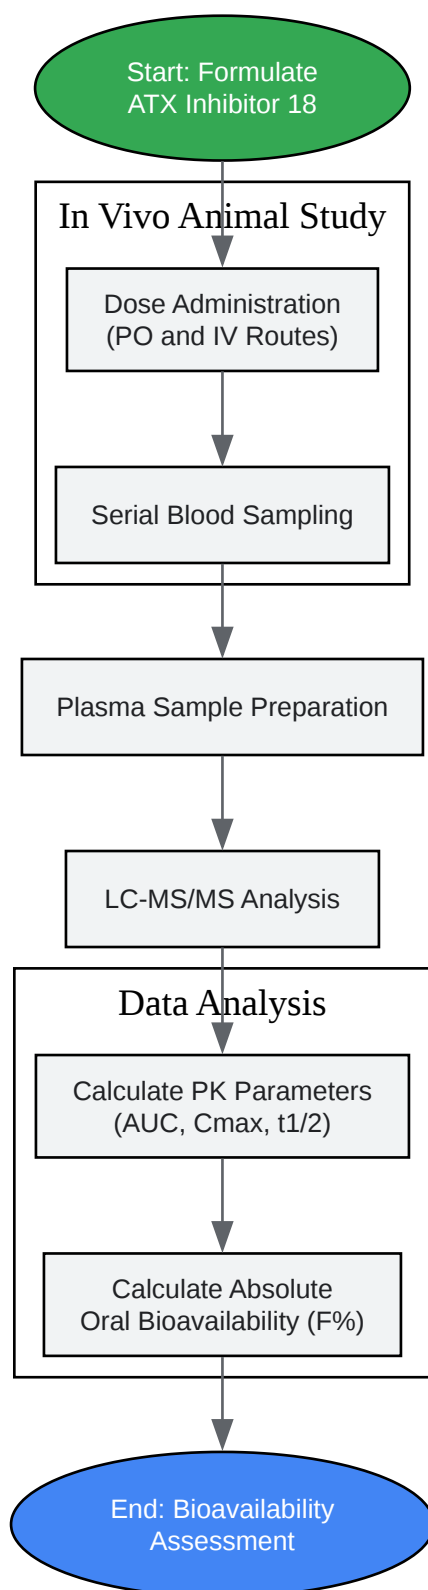 Start: Formulate
ATX Inhibitor 18
In Vivo Animal Study
Dose Administration
(PO and IV Routes)
Serial Blood Sampling
Plasma Sample Preparation
LC-MS/MS Analysis
Data Analysis
Calculate PK Parameters
(AUC, Cmax, t1/2)
Calculate Absolute
Oral Bioavailability (F%)
End: Bioavailability
Assessment